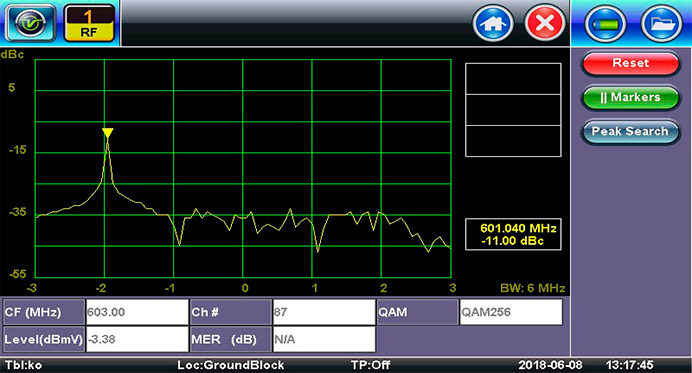 1
RF
dBc
5
-15
-35
-55
-3 -2 -1 0 1 2 3
BW: 6 MHz
601.040 MHz
-11.00 dBc
Reset
|| Markers
Peak Search
CF (MHz) 603.00 Ch # 87 QAM QAM256
Level(dBmV) -3.38 MER (dB) N/A
Tbl:ko Loc:GroundBlock TP:Off 2018-06-08 13:17:45